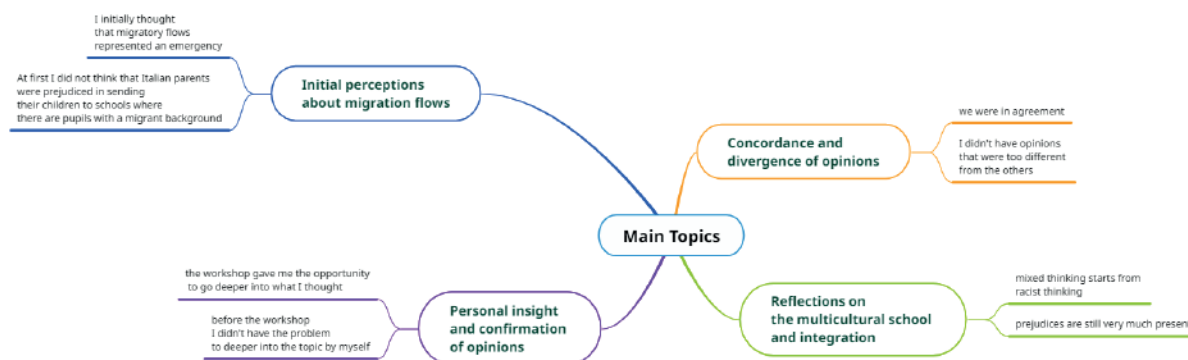 I initially thought
that migratory flows
represented an emergency
At first I did not think that Italian parents
were prejudiced in sending
their children to schools where
there are pupils with a migrant background
Initial perceptions
about migration flows
Concordance and
divergence of opinions
we were in agreement
I didn't have opinions
that were too different
from the others
Main Topics
the workshop gave me the opportunity
to go deeper into what I thought
before the workshop
I didn't have the problem
to deeper into the topic by myself
Personal insight
and confirmation
of opinions
Reflections on
the multicultural school
and integration
mixed thinking starts from
racist thinking
prejudices are still very much present